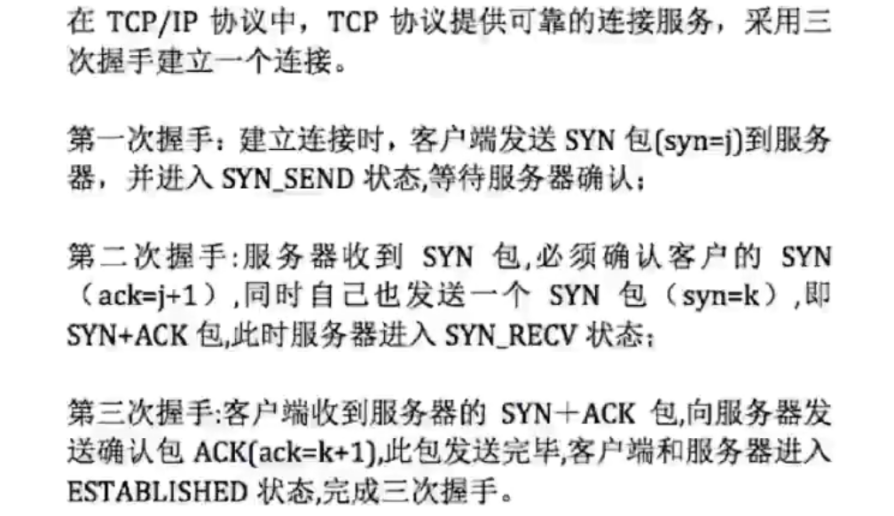 在 TCP/IP 协议中，TCP 协议提供可靠的连接服务，采用三
次握手建立一个连接。
第一次握手：建立连接时，客户端发送 SYN 包(syn=j)到服务
器，并进入 SYN_SEND 状态,等待服务器确认；
第二次握手:服务器收到 SYN 包,必须确认客户的 SYN
（ack=j+1）,同时自己也发送一个 SYN 包（syn=k）,即
SYN+ACK 包,此时服务器进入 SYN_RECV 状态；
第三次握手:客户端收到服务器的 SYN＋ACK 包,向服务器发
送确认包 ACK(ack=k+1),此包发送完毕,客户端和服务器进入
ESTABLISHED 状态,完成三次握手。